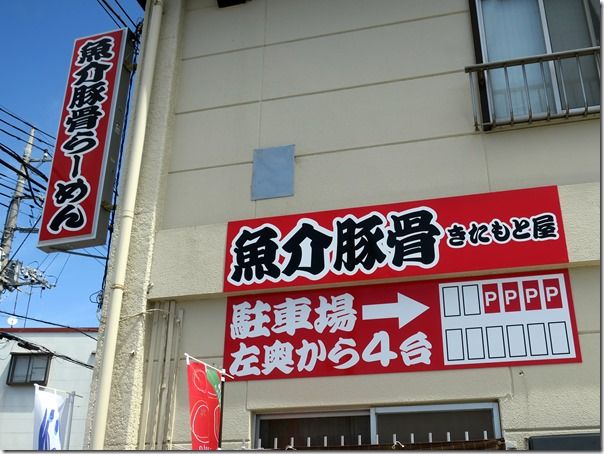 魚介豚骨らーめん
魚介豚骨 きたもと屋
駐車場→
左奥から4台
P P P P